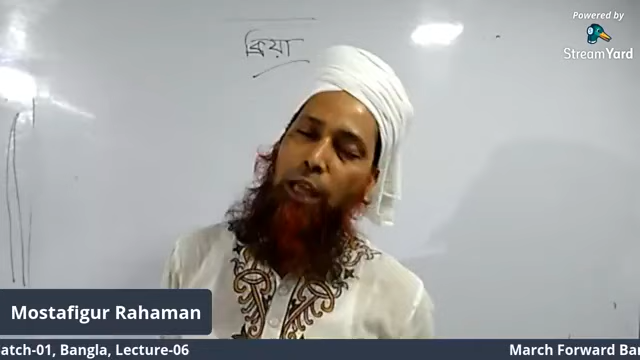 Powered by
StreamYard
ক্রিয়া
Mostafigur Rahaman
atch-01, Bangla, Lecture-06
March Forward Ba